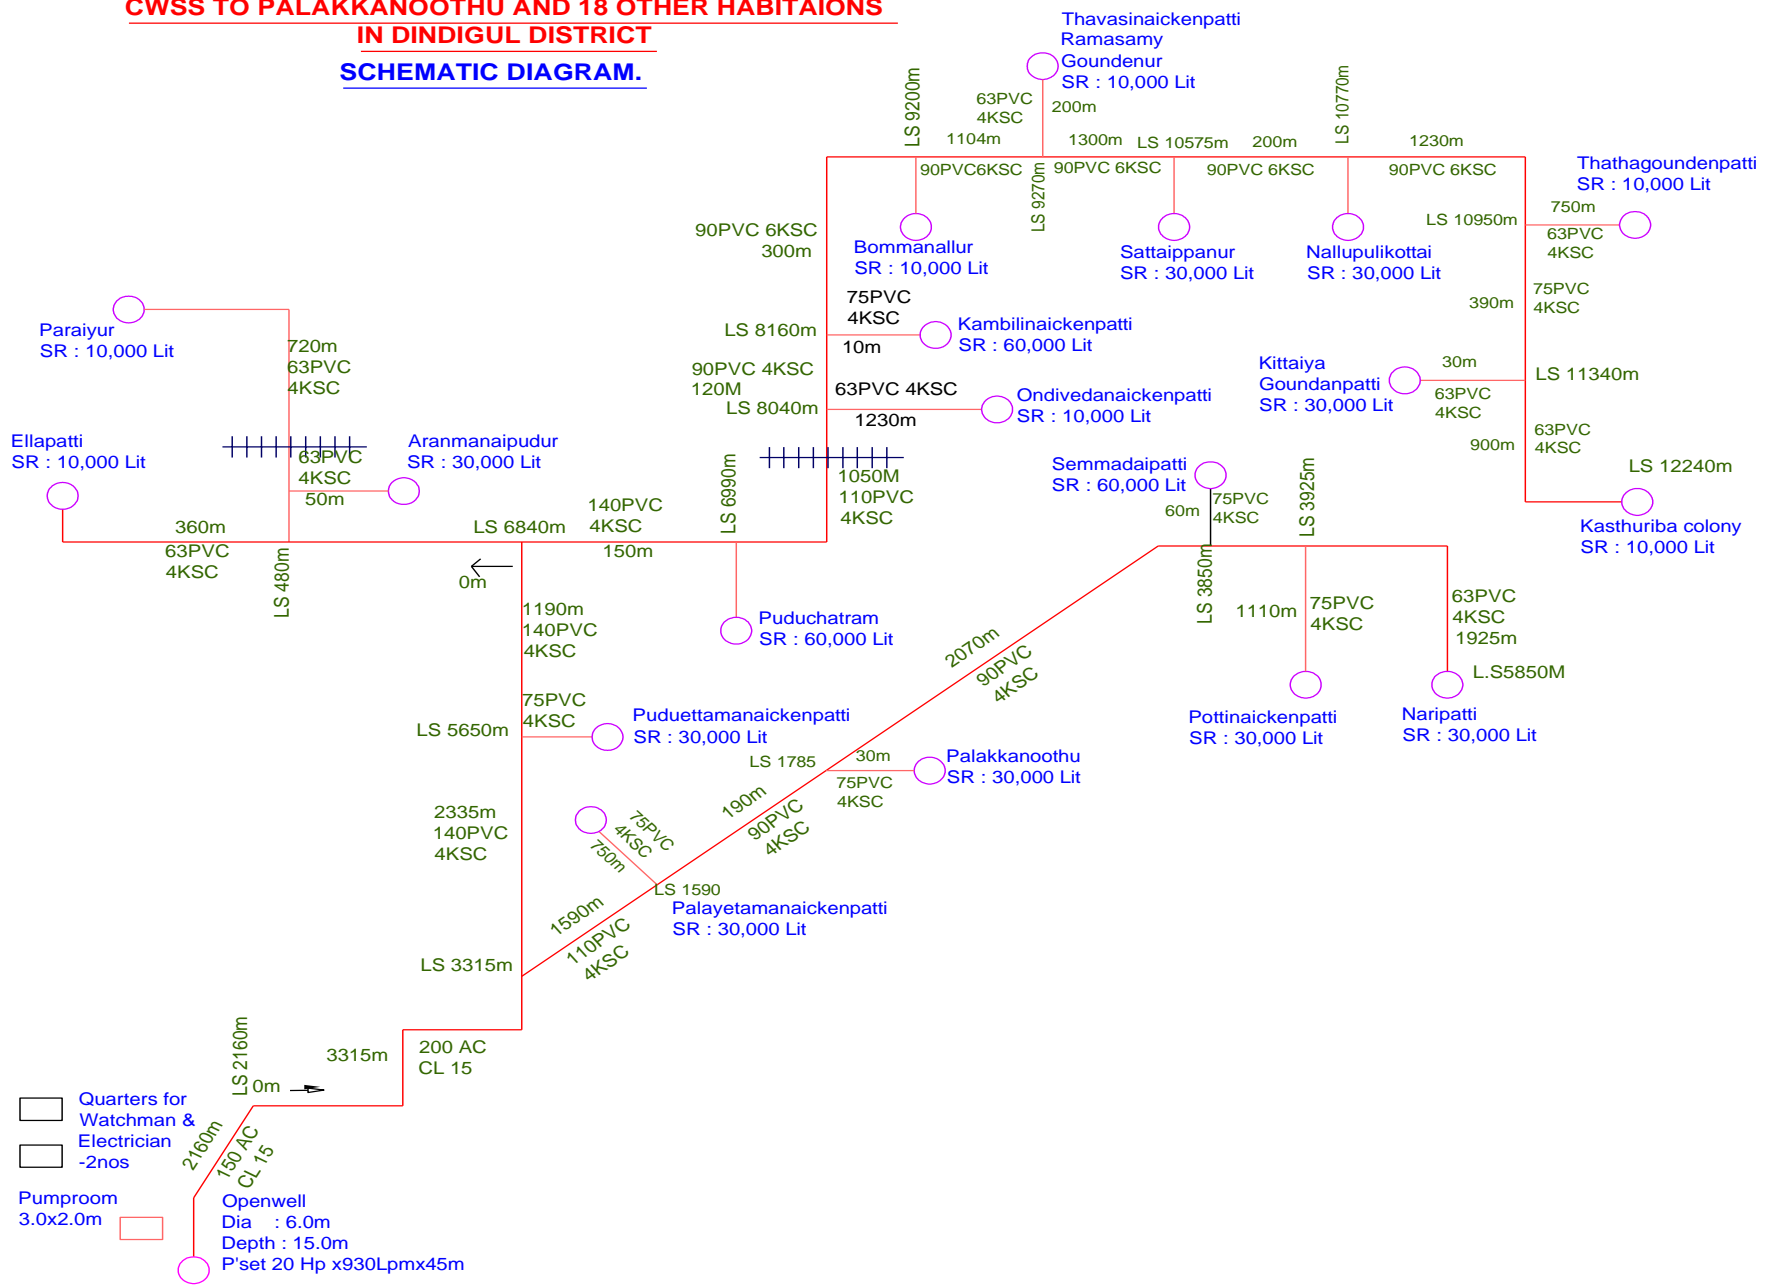 CWSS TO PALAKKANOOTHU AND 18 OTHER HABITAIONS
IN DINDIGUL DISTRICT
SCHEMATIC DIAGRAM.
Thavasinaickenpatti
Ramasamy
Goundenur
SR : 10,000 Lit
63PVC
4KSC
200m
LS 9200m
1104m
90PVC6KSC
LS 9270m
1300m
90PVC 6KSC
LS 10575m
200m
90PVC 6KSC
LS 10770m
1230m
90PVC 6KSC
Thathagoundenpatti
SR : 10,000 Lit
LS 10950m
750m
63PVC
4KSC
Bommanallur
SR : 10,000 Lit
Sattaippanur
SR : 30,000 Lit
Nallupulikottai
SR : 30,000 Lit
90PVC 6KSC
300m
390m
75PVC
4KSC
75PVC
4KSC
LS 8160m
10m
Kambilinaickenpatti
SR : 60,000 Lit
90PVC 4KSC
120M
LS 8040m
63PVC 4KSC
1230m
Ondivedanaickenpatti
SR : 10,000 Lit
Kittaiya
Goundanpatti
SR : 30,000 Lit
30m
63PVC
4KSC
LS 11340m
900m
63PVC
4KSC
LS 12240m
Kasthuriba colony
SR : 10,000 Lit
Paraiyur
SR : 10,000 Lit
720m
63PVC
4KSC
Ellapatti
SR : 10,000 Lit
63PVC
4KSC
50m
Aranmanaipudur
SR : 30,000 Lit
360m
63PVC
4KSC
LS 480m
LS 6840m
0m
140PVC
4KSC
150m
LS 6990m
1050M
110PVC
4KSC
Puduchatram
SR : 60,000 Lit
Semmadaipatti
SR : 60,000 Lit
60m
75PVC
4KSC
LS 3850m
LS 3925m
1110m
75PVC
4KSC
63PVC
4KSC
1925m
L.S5850M
Pottinaickenpatti
SR : 30,000 Lit
Naripatti
SR : 30,000 Lit
1190m
140PVC
4KSC
75PVC
4KSC
LS 5650m
Puduettamanaickenpatti
SR : 30,000 Lit
2070m
90PVC
4KSC
LS 1785
30m
75PVC
4KSC
Palakkanoothu
SR : 30,000 Lit
190m
90PVC
4KSC
2335m
140PVC
4KSC
75PVC
4KSC
750m
LS 1590
Palayetamanaickenpatti
SR : 30,000 Lit
1590m
110PVC
4KSC
LS 3315m
3315m
200 AC
CL 15
LS 2160m
0m
2160m
150 AC
CL 15
Quarters for
Watchman &
Electrician
-2nos
Pumproom
3.0x2.0m
Openwell
Dia : 6.0m
Depth : 15.0m
P'set 20 Hp x930Lpmx45m